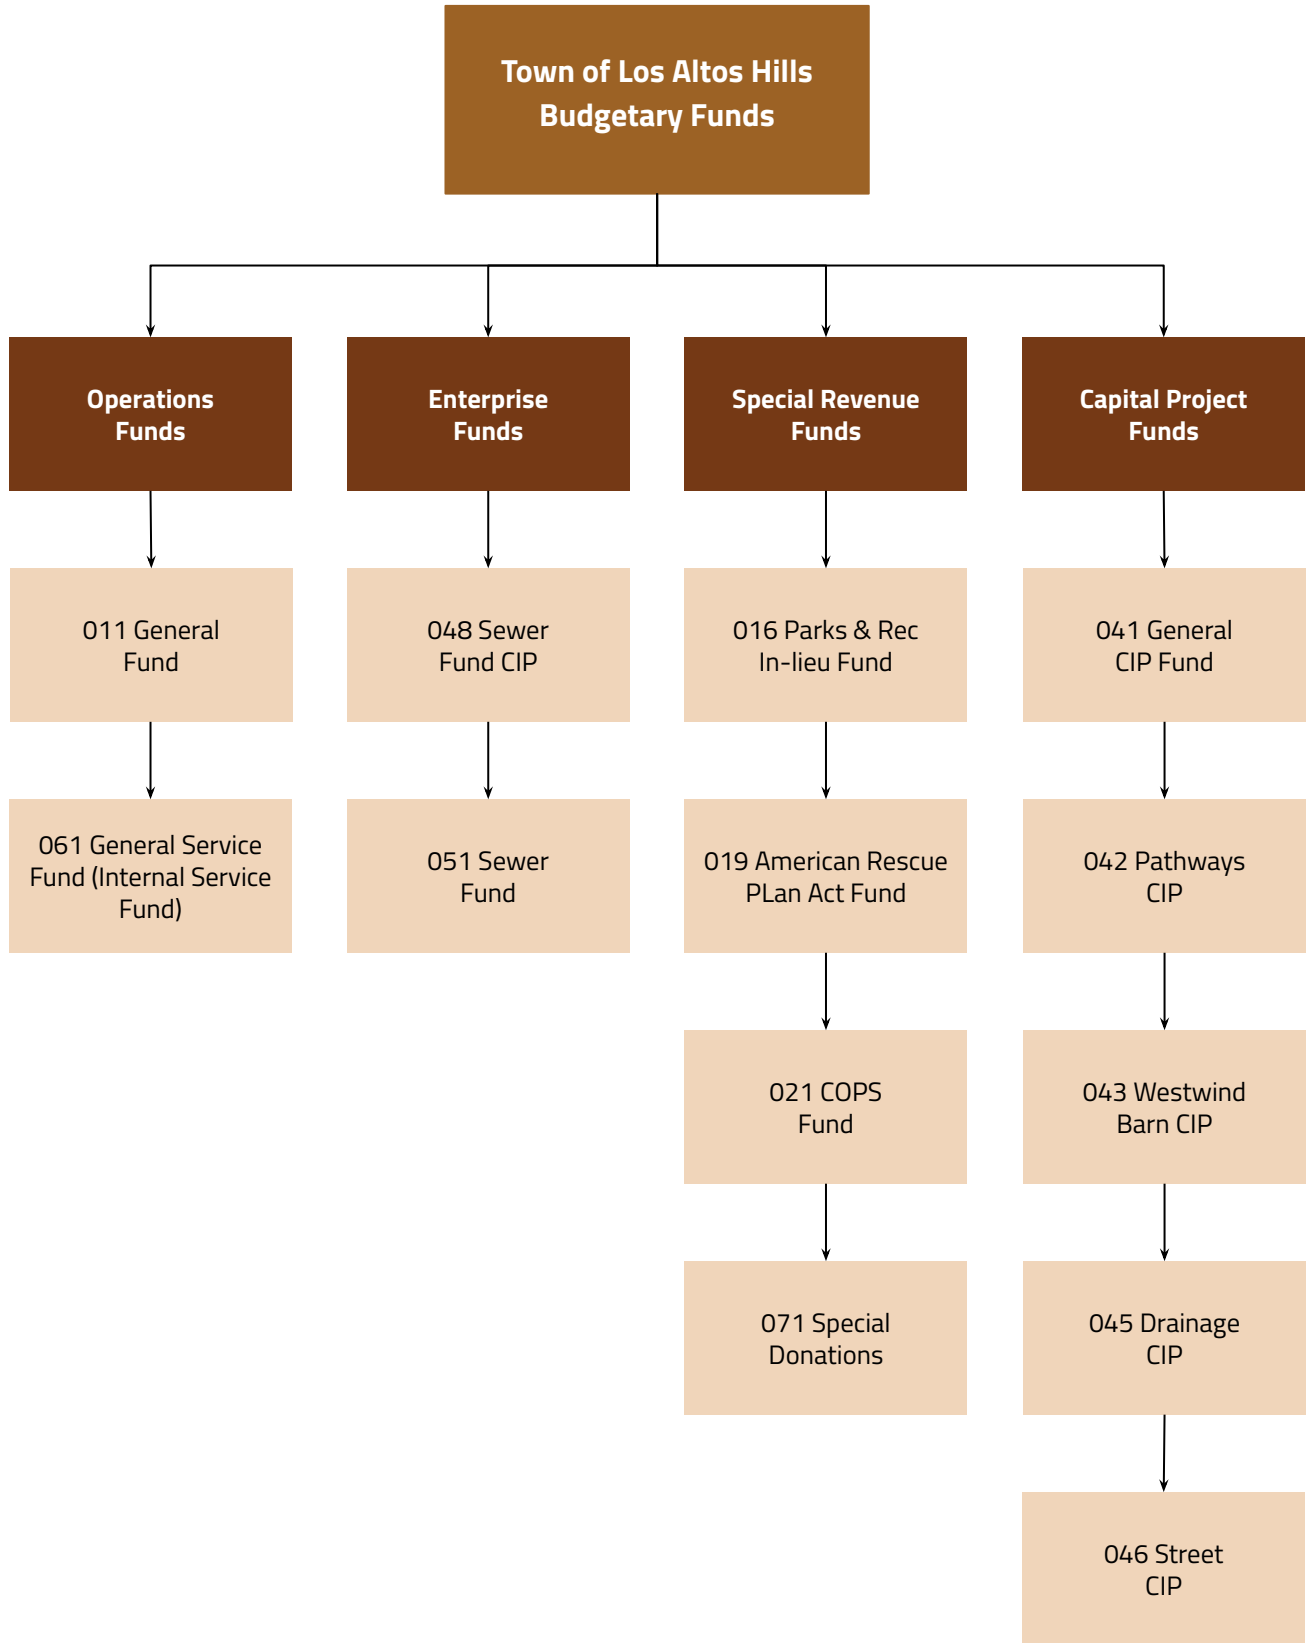 Town of Los Altos Hills
Budgetary Funds
Operations
Funds
Enterprise
Funds
Special Revenue
Funds
Capital Project
Funds
011 General
Fund
048 Sewer
Fund CIP
016 Parks & Rec
In-lieu Fund
041 General
CIP Fund
061 General Service
Fund (Internal Service
Fund)
051 Sewer
Fund
019 American Rescue
PLan Act Fund
042 Pathways
CIP
021 COPS
Fund
043 Westwind
Barn CIP
071 Special
Donations
045 Drainage
CIP
046 Street
CIP